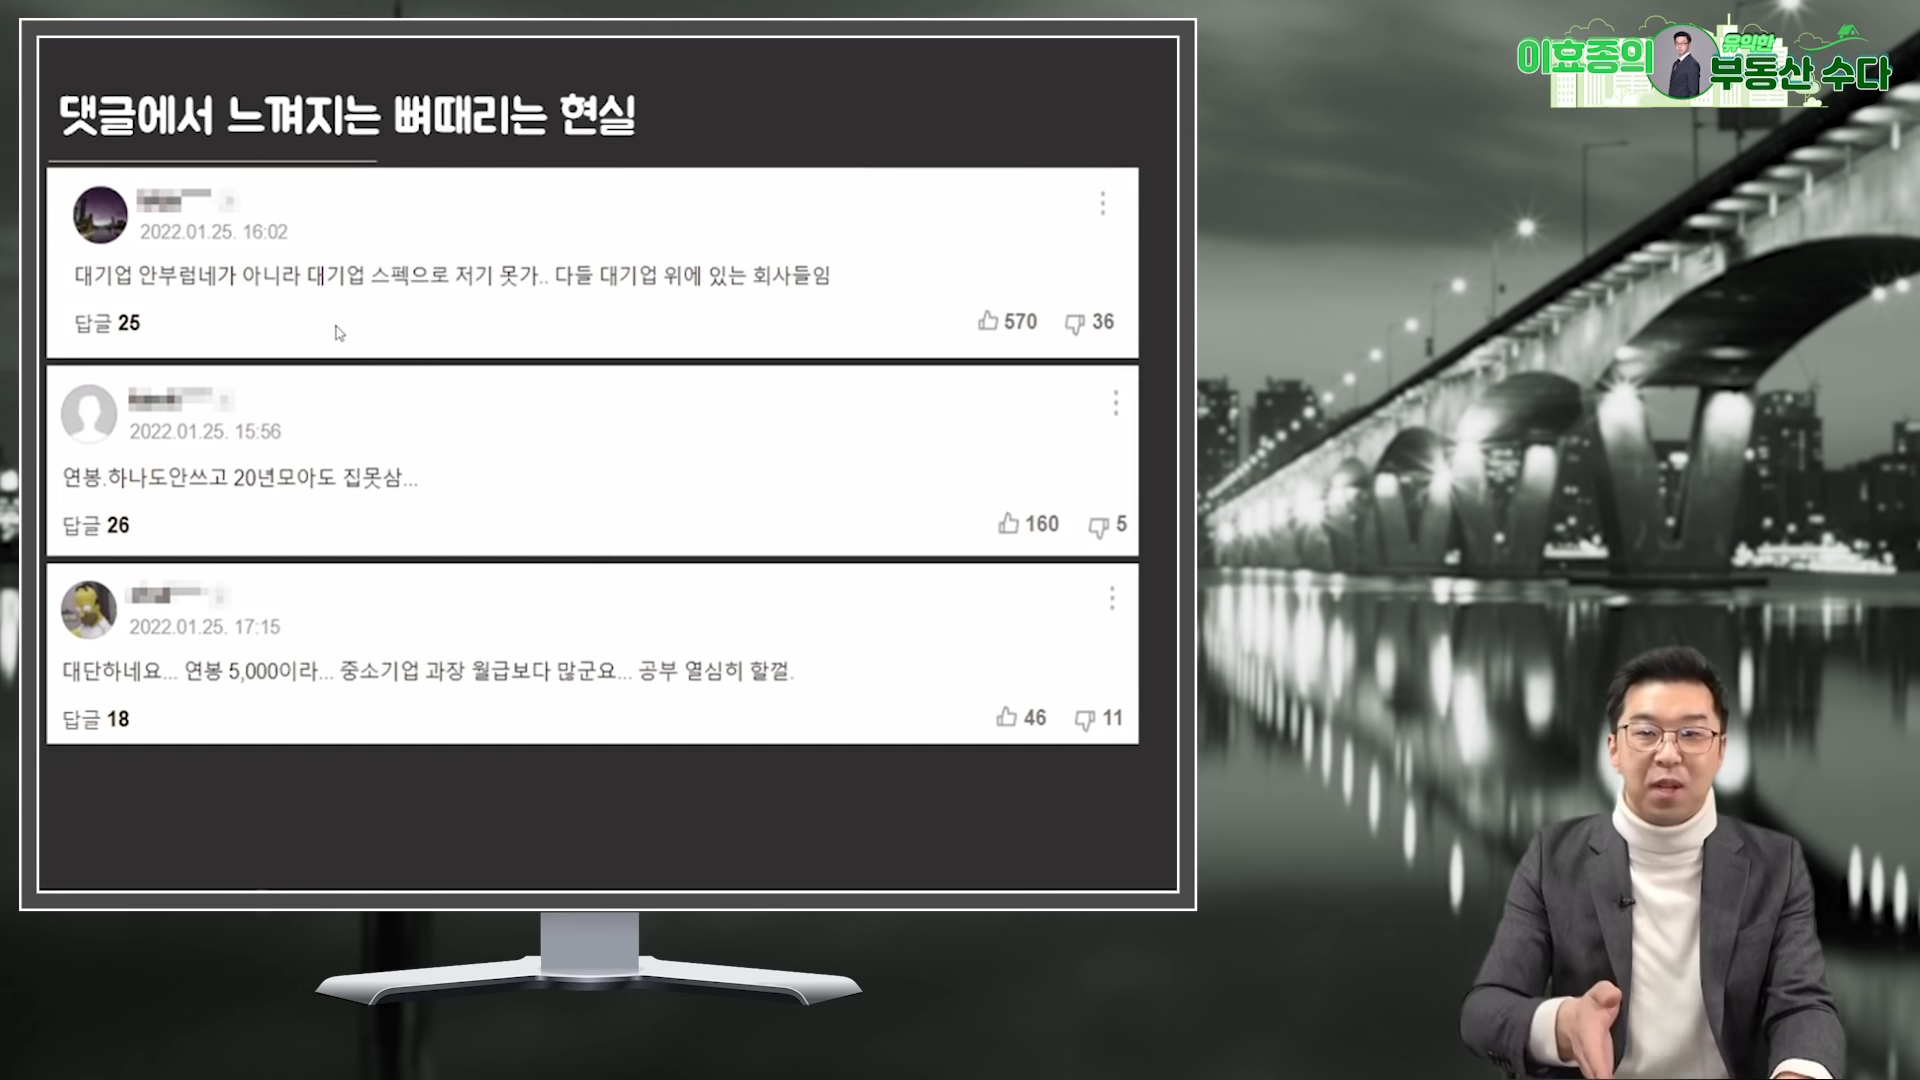 이효종의
유익한
부동산 수다
댓글에서 느껴지는 뼈때리는 현실
2022.01.25. 16:02
대기업 안부럽네가 아니라 대기업 스펙으로 저기 못가.. 다들 대기업 위에 있는 회사들임
답글 25
570
36
2022.01.25. 15:56
연봉.하나도안쓰고 20년모아도 집못삼...
답글 26
160
5
2022.01.25. 17:15
대단하네요... 연봉 5,000이라... 중소기업 과장 월급보다 많군요... 공부 열심히 할껄.
답글 18
46
11